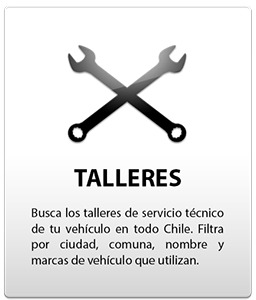 TALLERES
Busca los talleres de servicio técnico
de tu vehículo en todo Chile. Filtra
por ciudad, comuna, nombre y
marcas de vehículo que utilizan.